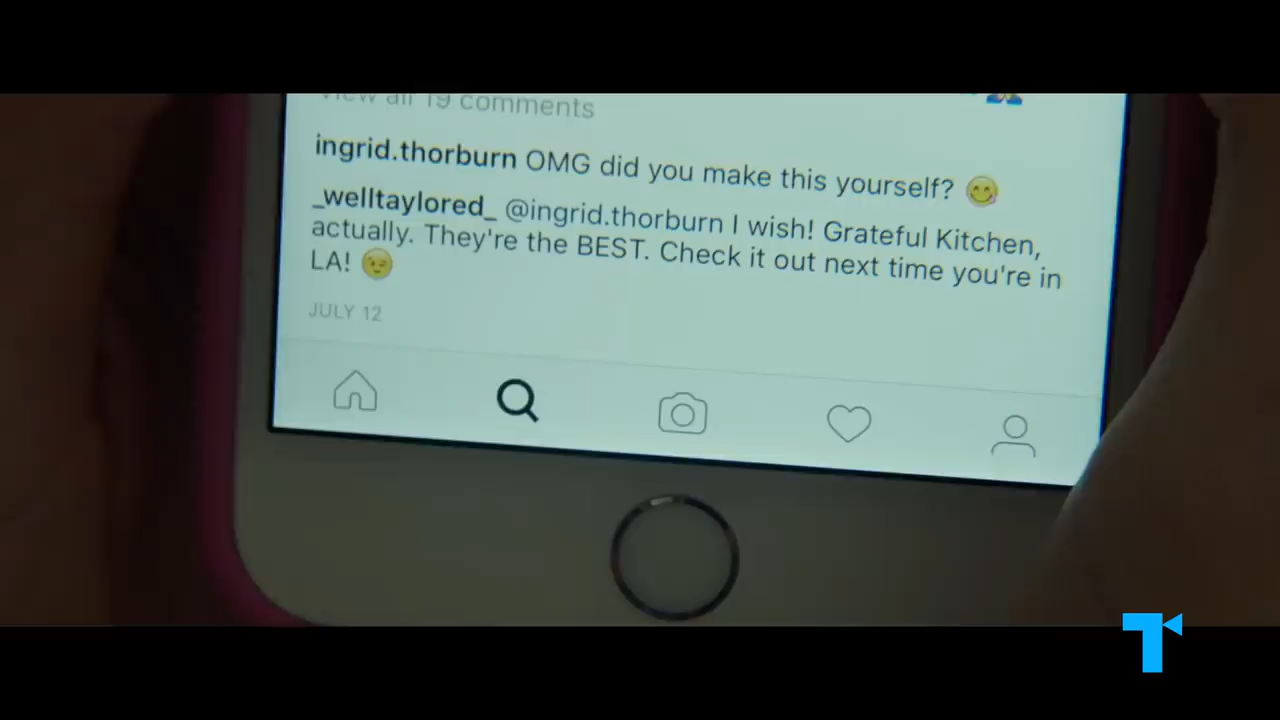 View all 19 comments
ingrid.thorburn OMG did you make this yourself? 😋
_welltaylored_ @ingrid.thorburn I wish! Grateful Kitchen,
actually. They're the BEST. Check it out next time you're in
LA! 😉
JULY 12